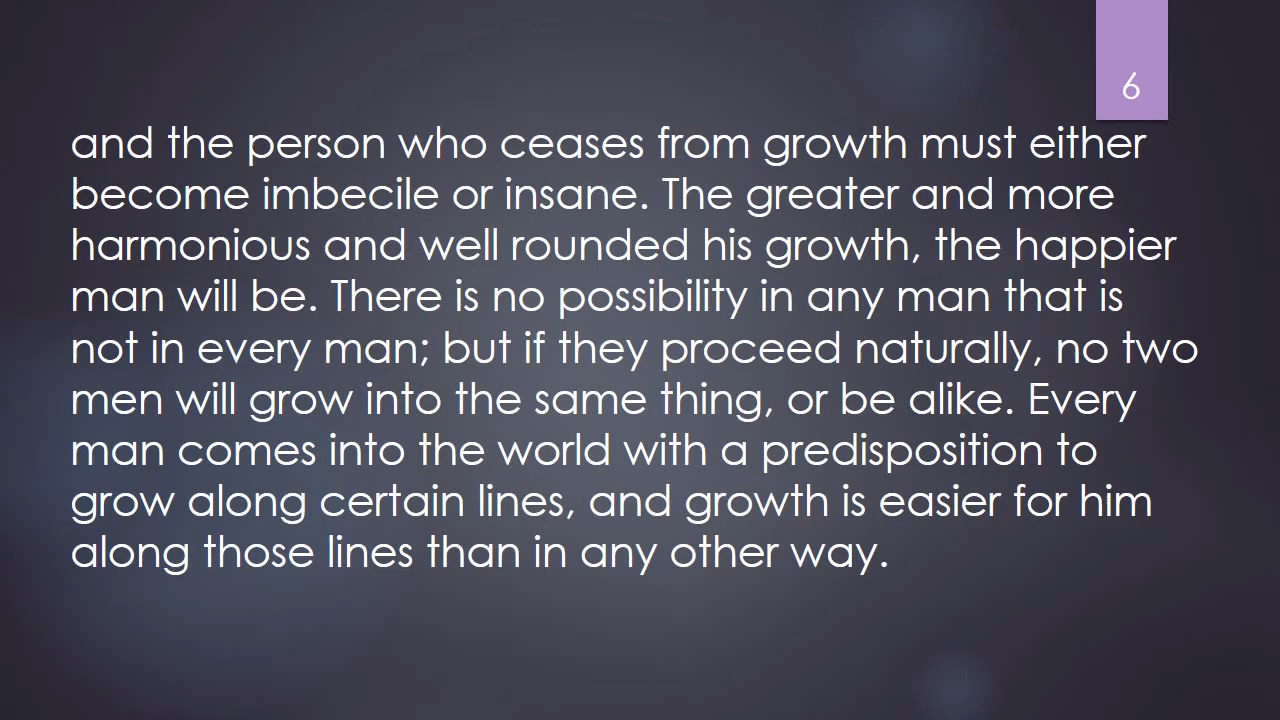 6
and the person who ceases from growth must either
become imbecile or insane. The greater and more
harmonious and well rounded his growth, the happier
man will be. There is no possibility in any man that is
not in every man; but if they proceed naturally, no two
men will grow into the same thing, or be alike. Every
man comes into the world with a predisposition to
grow along certain lines, and growth is easier for him
along those lines than in any other way.